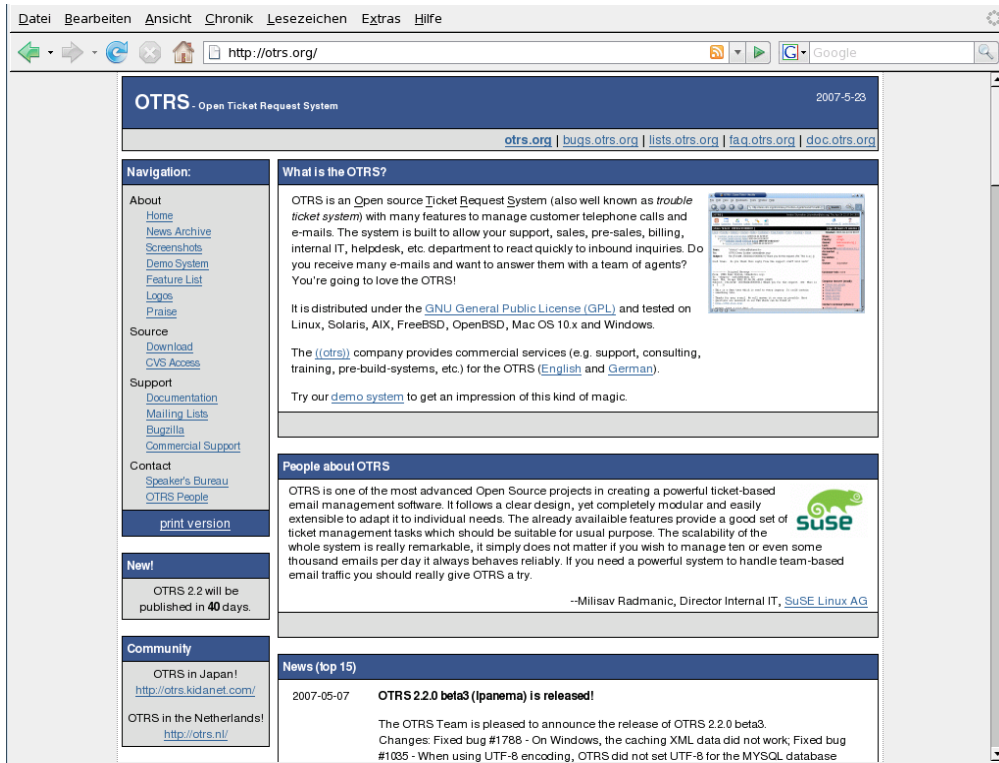 Datei Bearbeiten Ansicht Chronik Lesezeichen Extras Hilfe
http://otrs.org/
G Google
OTRS - Open Ticket Request System
2007-5-23
otrs.org | bugs.otrs.org | lists.otrs.org | faq.otrs.org | doc.otrs.org
Navigation:
About
Home
News Archive
Screenshots
Demo System
Feature List
Logos
Praise
Source
Download
CVS Access
Support
Documentation
Mailing Lists
Bugzilla
Commercial Support
Contact
Speaker's Bureau
OTRS People
print version
New!
OTRS 2.2 will be
published in 40 days.
Community
OTRS in Japan!
http://otrs.kidanet.com/
OTRS in the Netherlands!
http://otrs.nl/
What is the OTRS?
OTRS is an Open source Ticket Request System (also well known as trouble
ticket system) with many features to manage customer telephone calls and
e-mails. The system is built to allow your support, sales, pre-sales, billing,
internal IT, helpdesk, etc. department to react quickly to inbound inquiries. Do
you receive many e-mails and want to answer them with a team of agents?
You're going to love the OTRS!
It is distributed under the GNU General Public License (GPL) and tested on
Linux, Solaris, AIX, FreeBSD, OpenBSD, Mac OS 10.x and Windows.
The ((otrs)) company provides commercial services (e.g. support, consulting,
training, pre-build-systems, etc.) for the OTRS (English and German).
Try our demo system to get an impression of this kind of magic.
People about OTRS
OTRS is one of the most advanced Open Source projects in creating a powerful ticket-based
email management software. It follows a clear design, yet completely modular and easily
extensible to adapt it to individual needs. The already availaible features provide a good set of
ticket management tasks which should be suitable for usual purpose. The scalability of the
whole system is really remarkable, it simply does not matter if you wish to manage ten or even some
thousand emails per day it always behaves reliably. If you need a powerful system to handle team-based
email traffic you should really give OTRS a try.
SUSE
--Milisav Radmanic, Director Internal IT, SuSE Linux AG
News (top 15)
2007-05-07 OTRS 2.2.0 beta3 (Ipanema) is released!
The OTRS Team is pleased to announce the release of OTRS 2.2.0 beta3.
Changes: Fixed bug #1788 - On Windows, the caching XML data did not work; Fixed bug
#1035 - When using UTF-8 encoding, OTRS did not set UTF-8 for the MYSQL database